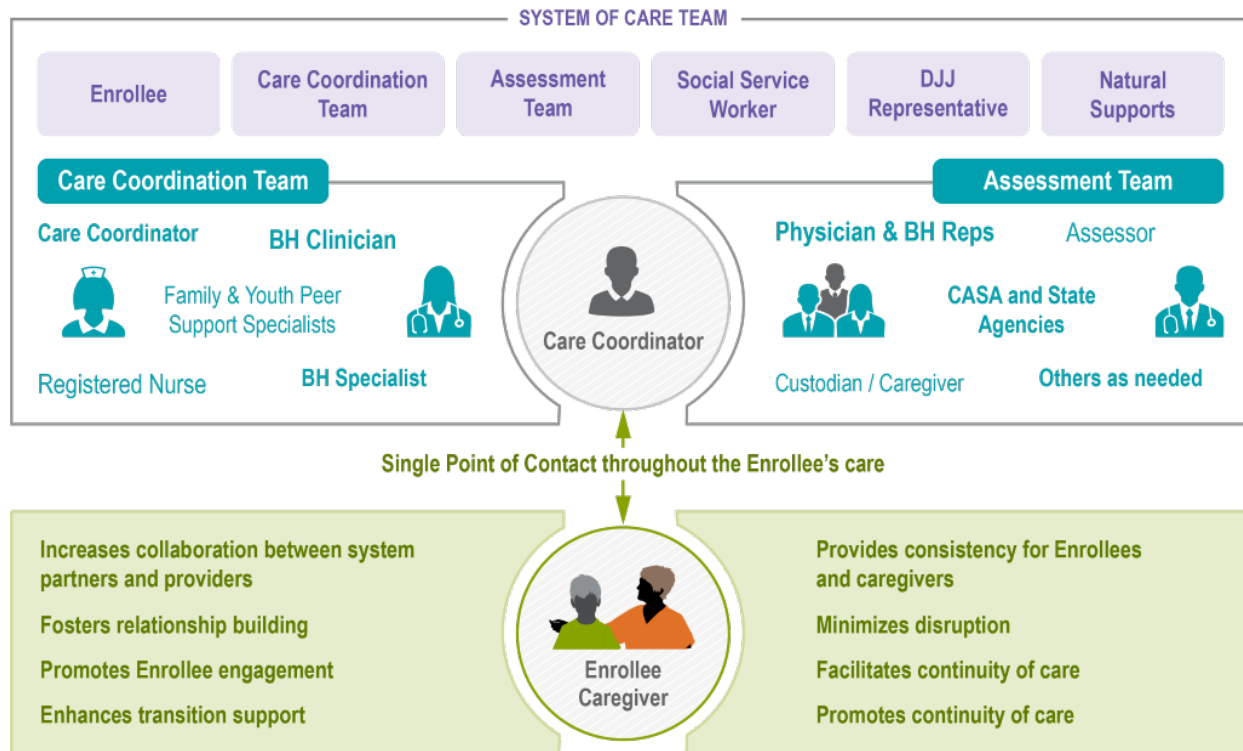 SYSTEM OF CARE TEAM
Enrollee
Care Coordination
Team
Assessment
Team
Social Service
Worker
DJJ
Representative
Natural
Supports
Care Coordination Team
Care Coordinator
BH Clinician
Family & Youth Peer
Support Specialists
Registered Nurse
BH Specialist
Care Coordinator
Assessment Team
Physician & BH Reps
Assessor
CASA and State
Agencies
Custodian / Caregiver
Others as needed
Single Point of Contact throughout the Enrollee’s care
Increases collaboration between system
partners and providers
Fosters relationship building
Promotes Enrollee engagement
Enhances transition support
Enrollee
Caregiver
Provides consistency for Enrollees
and caregivers
Minimizes disruption
Facilitates continuity of care
Promotes continuity of care